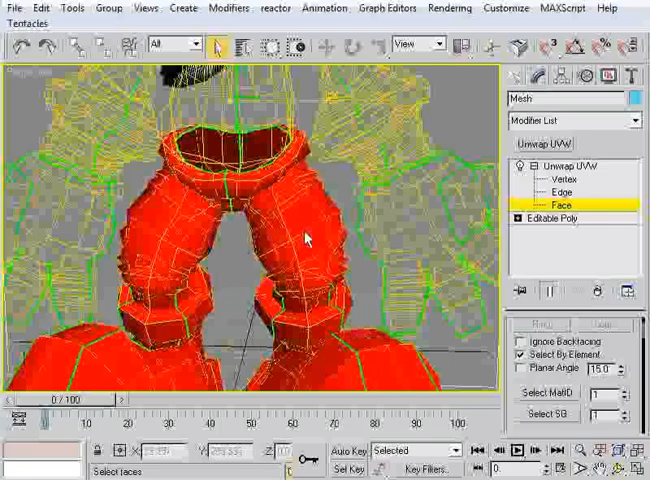 File Edit Tools Group Views Create Modifiers reactor Animation Graph Editors Rendering Customize MAXScript Help
Tentacles
All
View
Mesh
Modifier List
Unwrap UVW
Unwrap UVW
Vertex
Edge
Face
Editable Poly
Ignore Backfacing
Select By Element
Planar Angle 15.0
Select MatID 1
Select SG 1
0 / 100
0 10 20 30 40 50 60 70 80 90 100
X: Y: Z:
Auto Key Selected
Select faces
Set Key Key Filters...